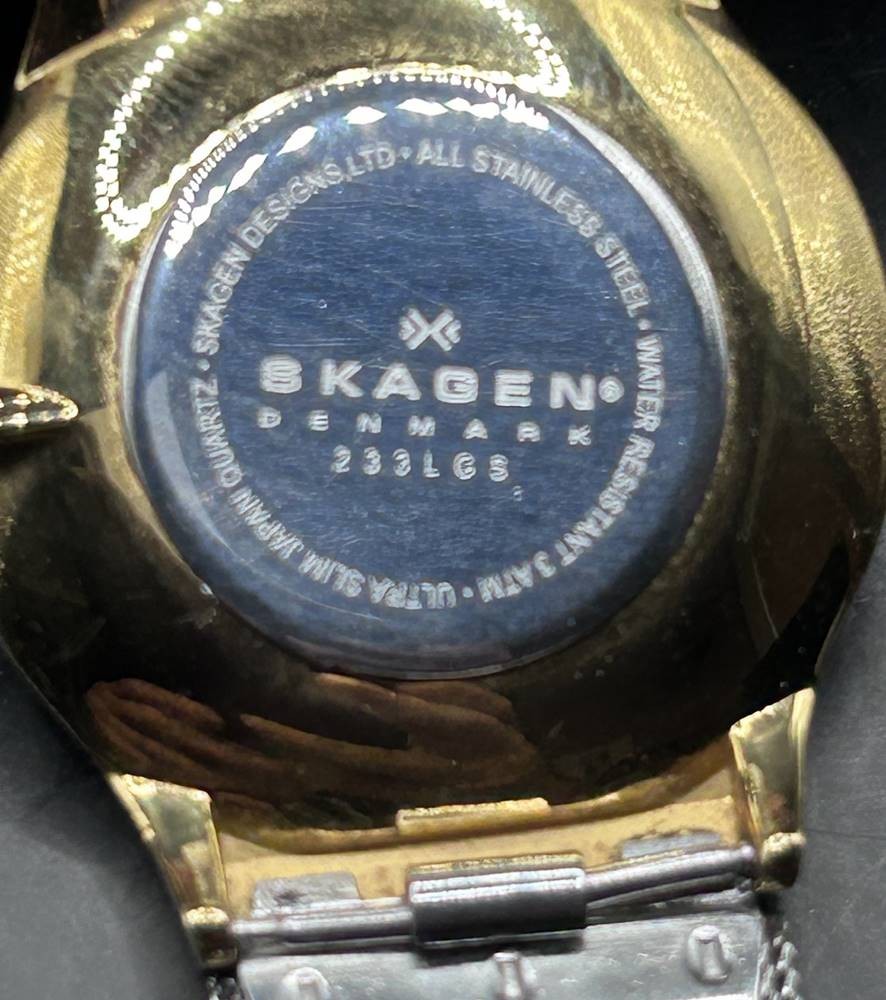 SKAGEN DESIGNS, LTD • ALL STAINLESS STEEL • WATER RESISTANT 3 ATM • ULTRA SLIM JAPAN QUARTZ •
SKAGEN®
DENMARK
233LGS